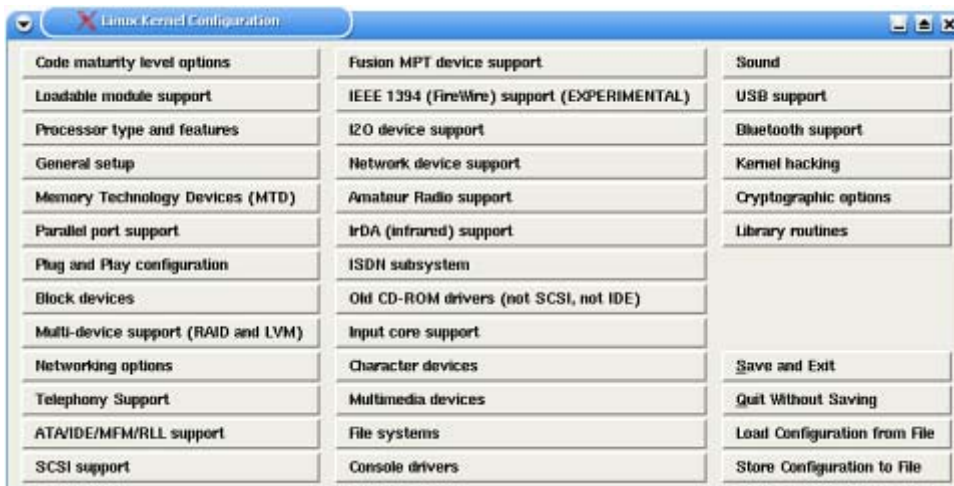 Linux Kernel Configuration
Code maturity level options
Loadable module support
Processor type and features
General setup
Memory Technology Devices (MTD)
Parallel port support
Plug and Play configuration
Block devices
Multi-device support (RAID and LVM)
Networking options
Telephony Support
ATA/IDE/MFM/RLL support
SCSI support
Fusion MPT device support
IEEE 1394 (FireWire) support (EXPERIMENTAL)
I2O device support
Network device support
Amateur Radio support
IrDA (infrared) support
ISDN subsystem
Old CD-ROM drivers (not SCSI, not IDE)
Input core support
Character devices
Multimedia devices
File systems
Console drivers
Sound
USB support
Bluetooth support
Kernel hacking
Cryptographic options
Library routines
Save and Exit
Quit Without Saving
Load Configuration from File
Store Configuration to File